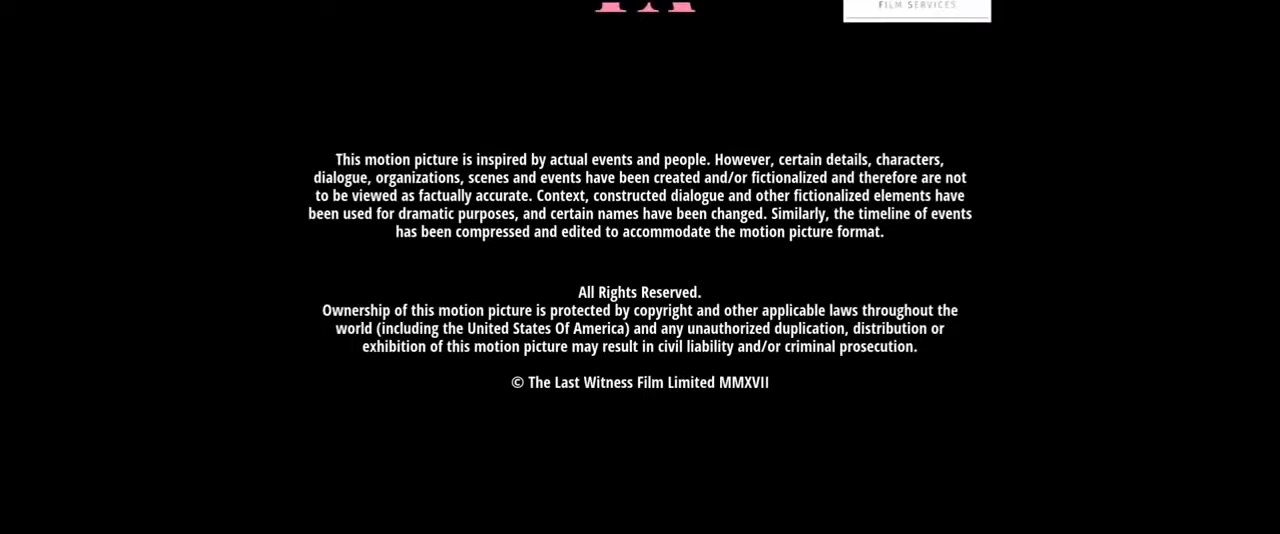 FILM SERVICES
This motion picture is inspired by actual events and people. However, certain details, characters,
dialogue, organizations, scenes and events have been created and/or fictionalized and therefore are not
to be viewed as factually accurate. Context, constructed dialogue and other fictionalized elements have
been used for dramatic purposes, and certain names have been changed. Similarly, the timeline of events
has been compressed and edited to accommodate the motion picture format.
All Rights Reserved.
Ownership of this motion picture is protected by copyright and other applicable laws throughout the
world (including the United States Of America) and any unauthorized duplication, distribution or
exhibition of this motion picture may result in civil liability and/or criminal prosecution.
© The Last Witness Film Limited MMXVII